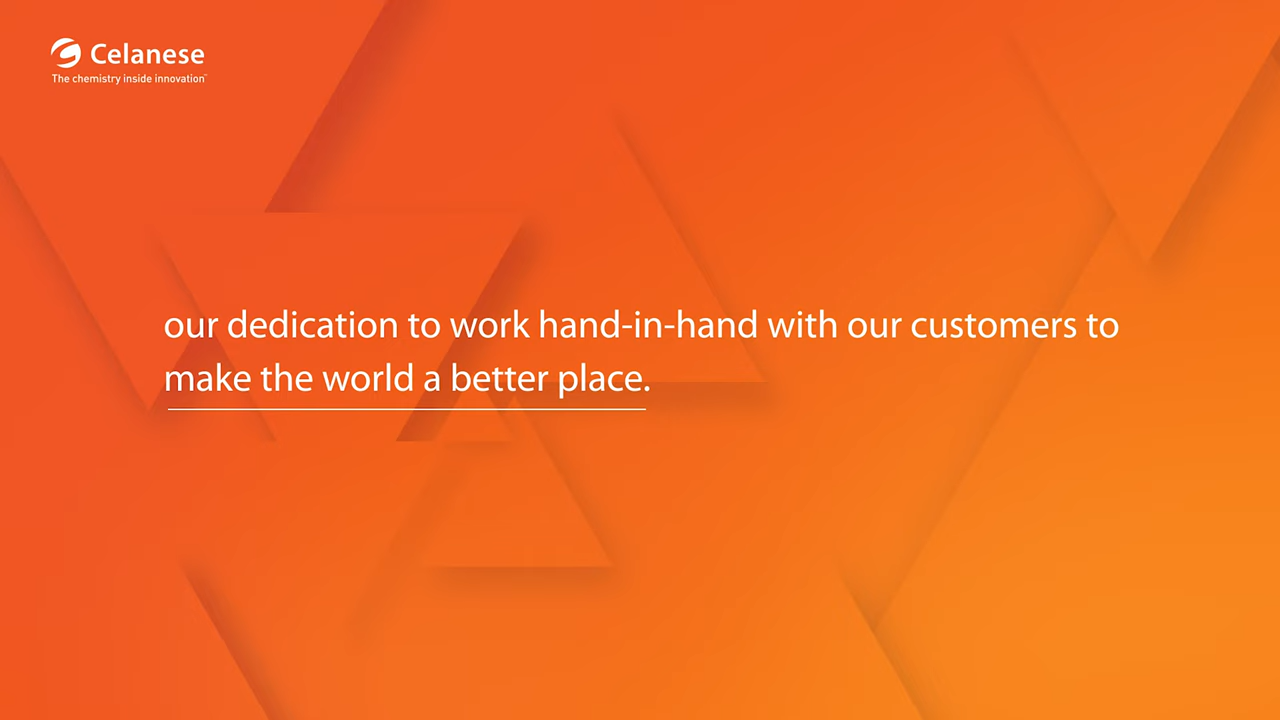 Celanese
The chemistry inside innovation™
our dedication to work hand-in-hand with our customers to
make the world a better place.